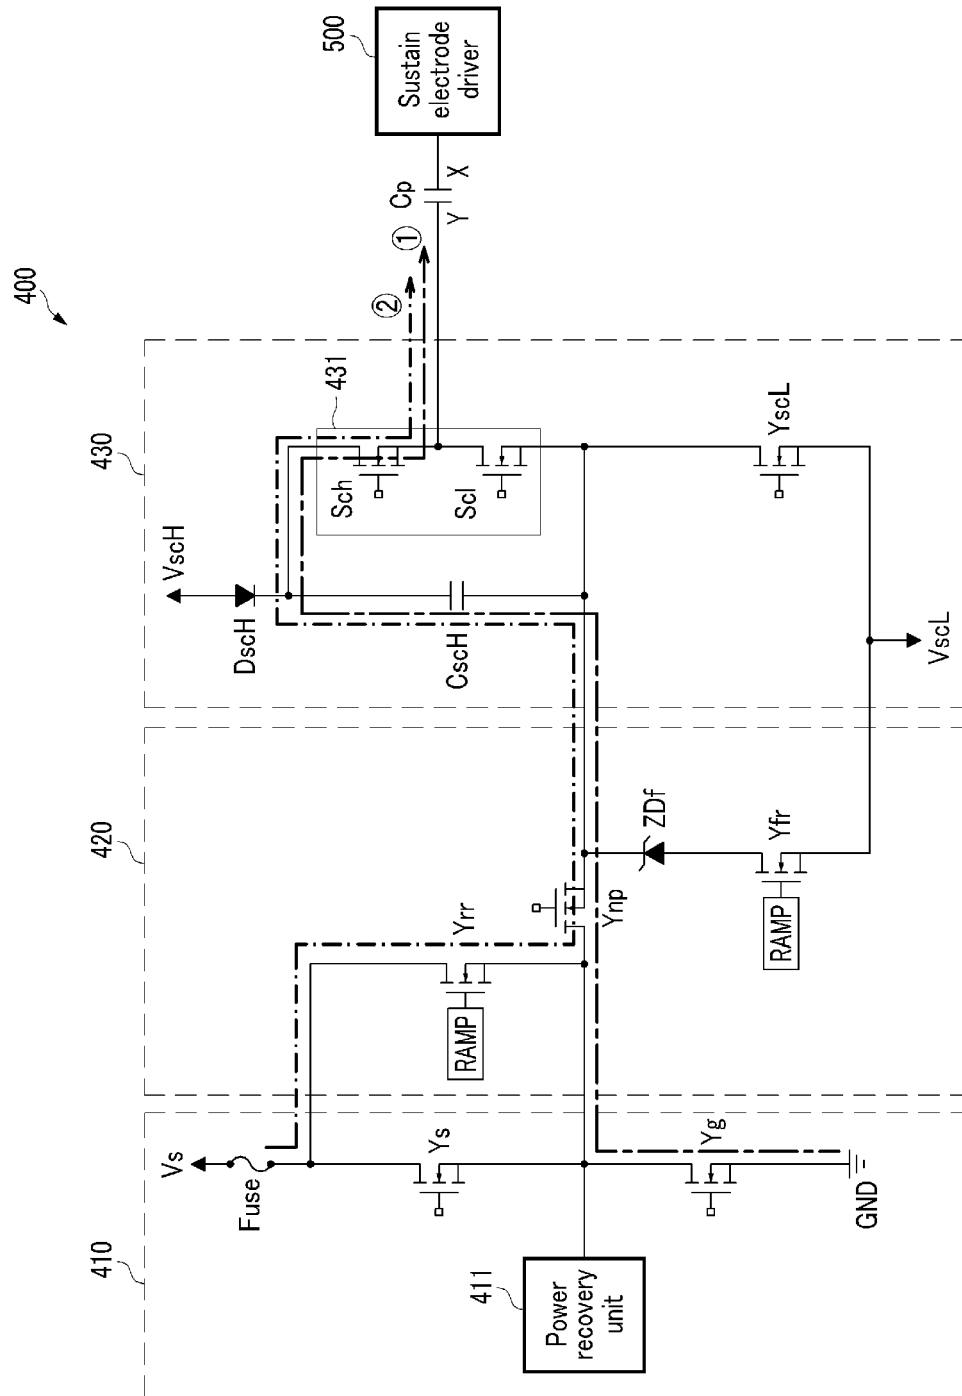 400
410
420
430
Vs
Fuse
Ys
Yg
GND
411
Power
recovery
unit
Yrr
RAMP
Ynp
ZDf
Yfr
RAMP
VscH
DscH
CscH
431
Sch
Scl
YscL
VscL
②
①
Cp
Y
X
500
Sustain
electrode
driver